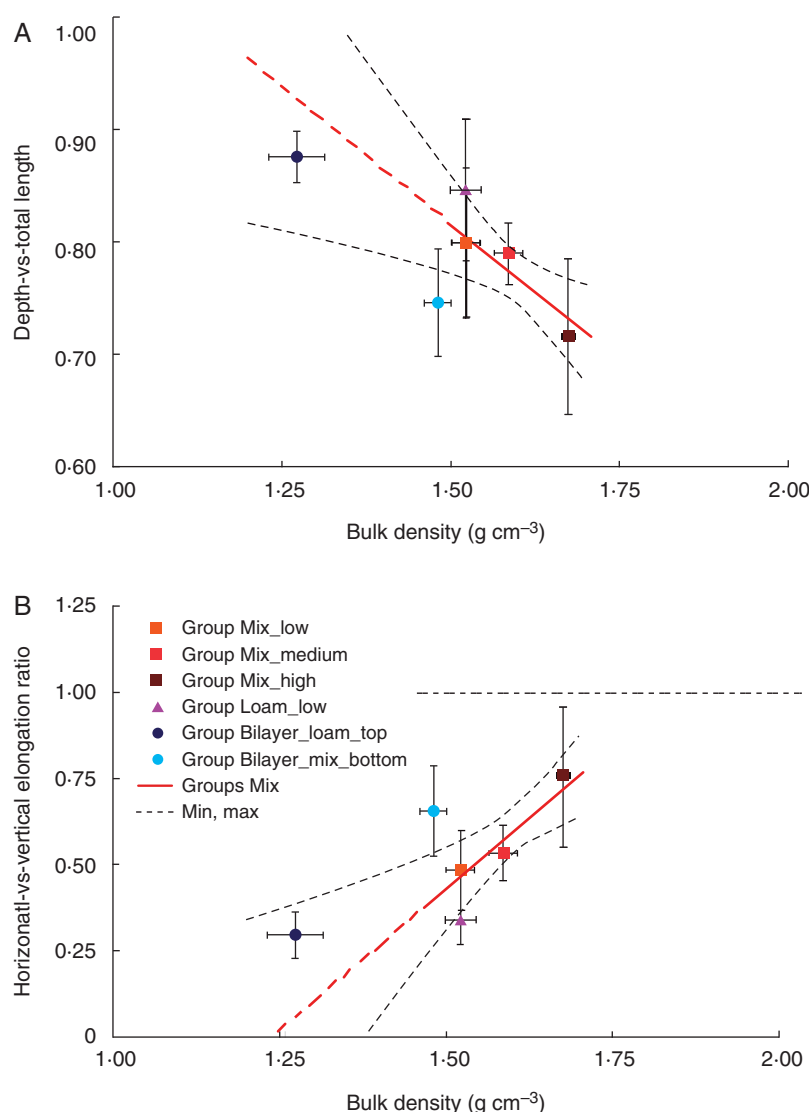 A
Depth-vs-total length
1·00
0·90
0·80
0·70
0·60
1·00
1·25
1·50
1·75
2·00
Bulk density (g cm⁻³)
B
Horizonatl-vs-vertical elongation ratio
1·25
1·00
0·75
0·50
0·25
0
Group Mix_low
Group Mix_medium
Group Mix_high
Group Loam_low
Group Bilayer_loam_top
Group Bilayer_mix_bottom
Groups Mix
Min, max
1·00
1·25
1·50
1·75
2·00
Bulk density (g cm⁻³)